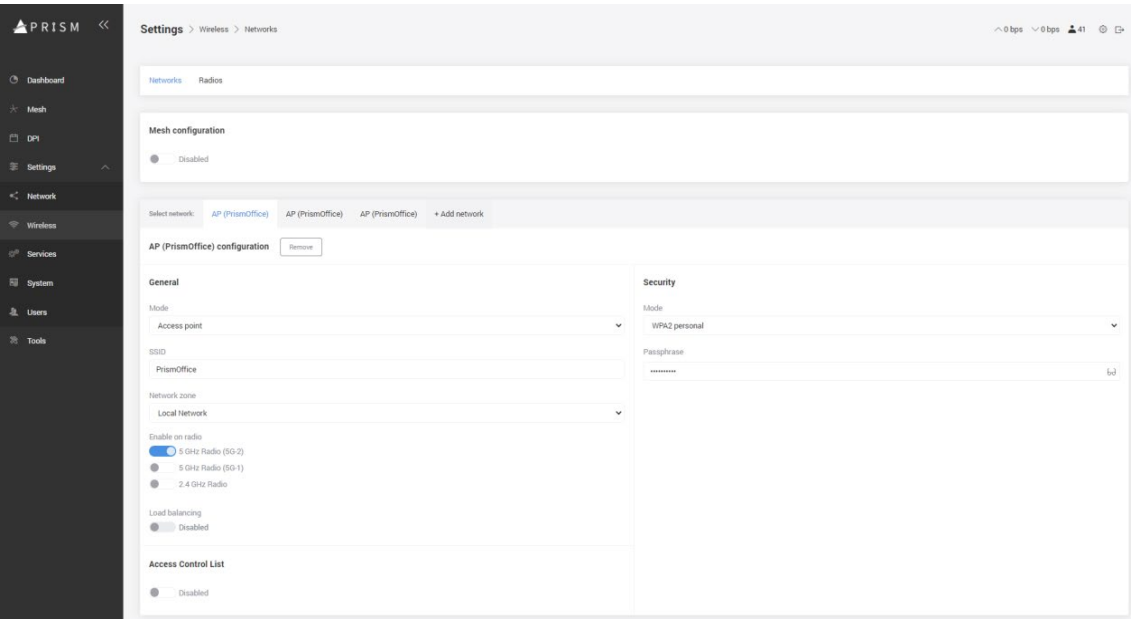 PRISM
Settings > Wireless > Networks
0 bps 0 bps 41
Dashboard
Mesh
DPI
Settings
Network
Wireless
Services
System
Users
Tools
Networks Radios
Mesh configuration
Disabled
Select network: AP (PrismOffice) AP (PrismOffice) AP (PrismOffice) + Add network
AP (PrismOffice) configuration Remove
General
Mode
Access point
SSID
PrismOffice
Network zone
Local Network
Enable on radio
5 GHz Radio (5G-2)
5 GHz Radio (5G-1)
2.4 GHz Radio
Load balancing
Disabled
Access Control List
Disabled
Security
Mode
WPA2 personal
Passphrase
••••••••••